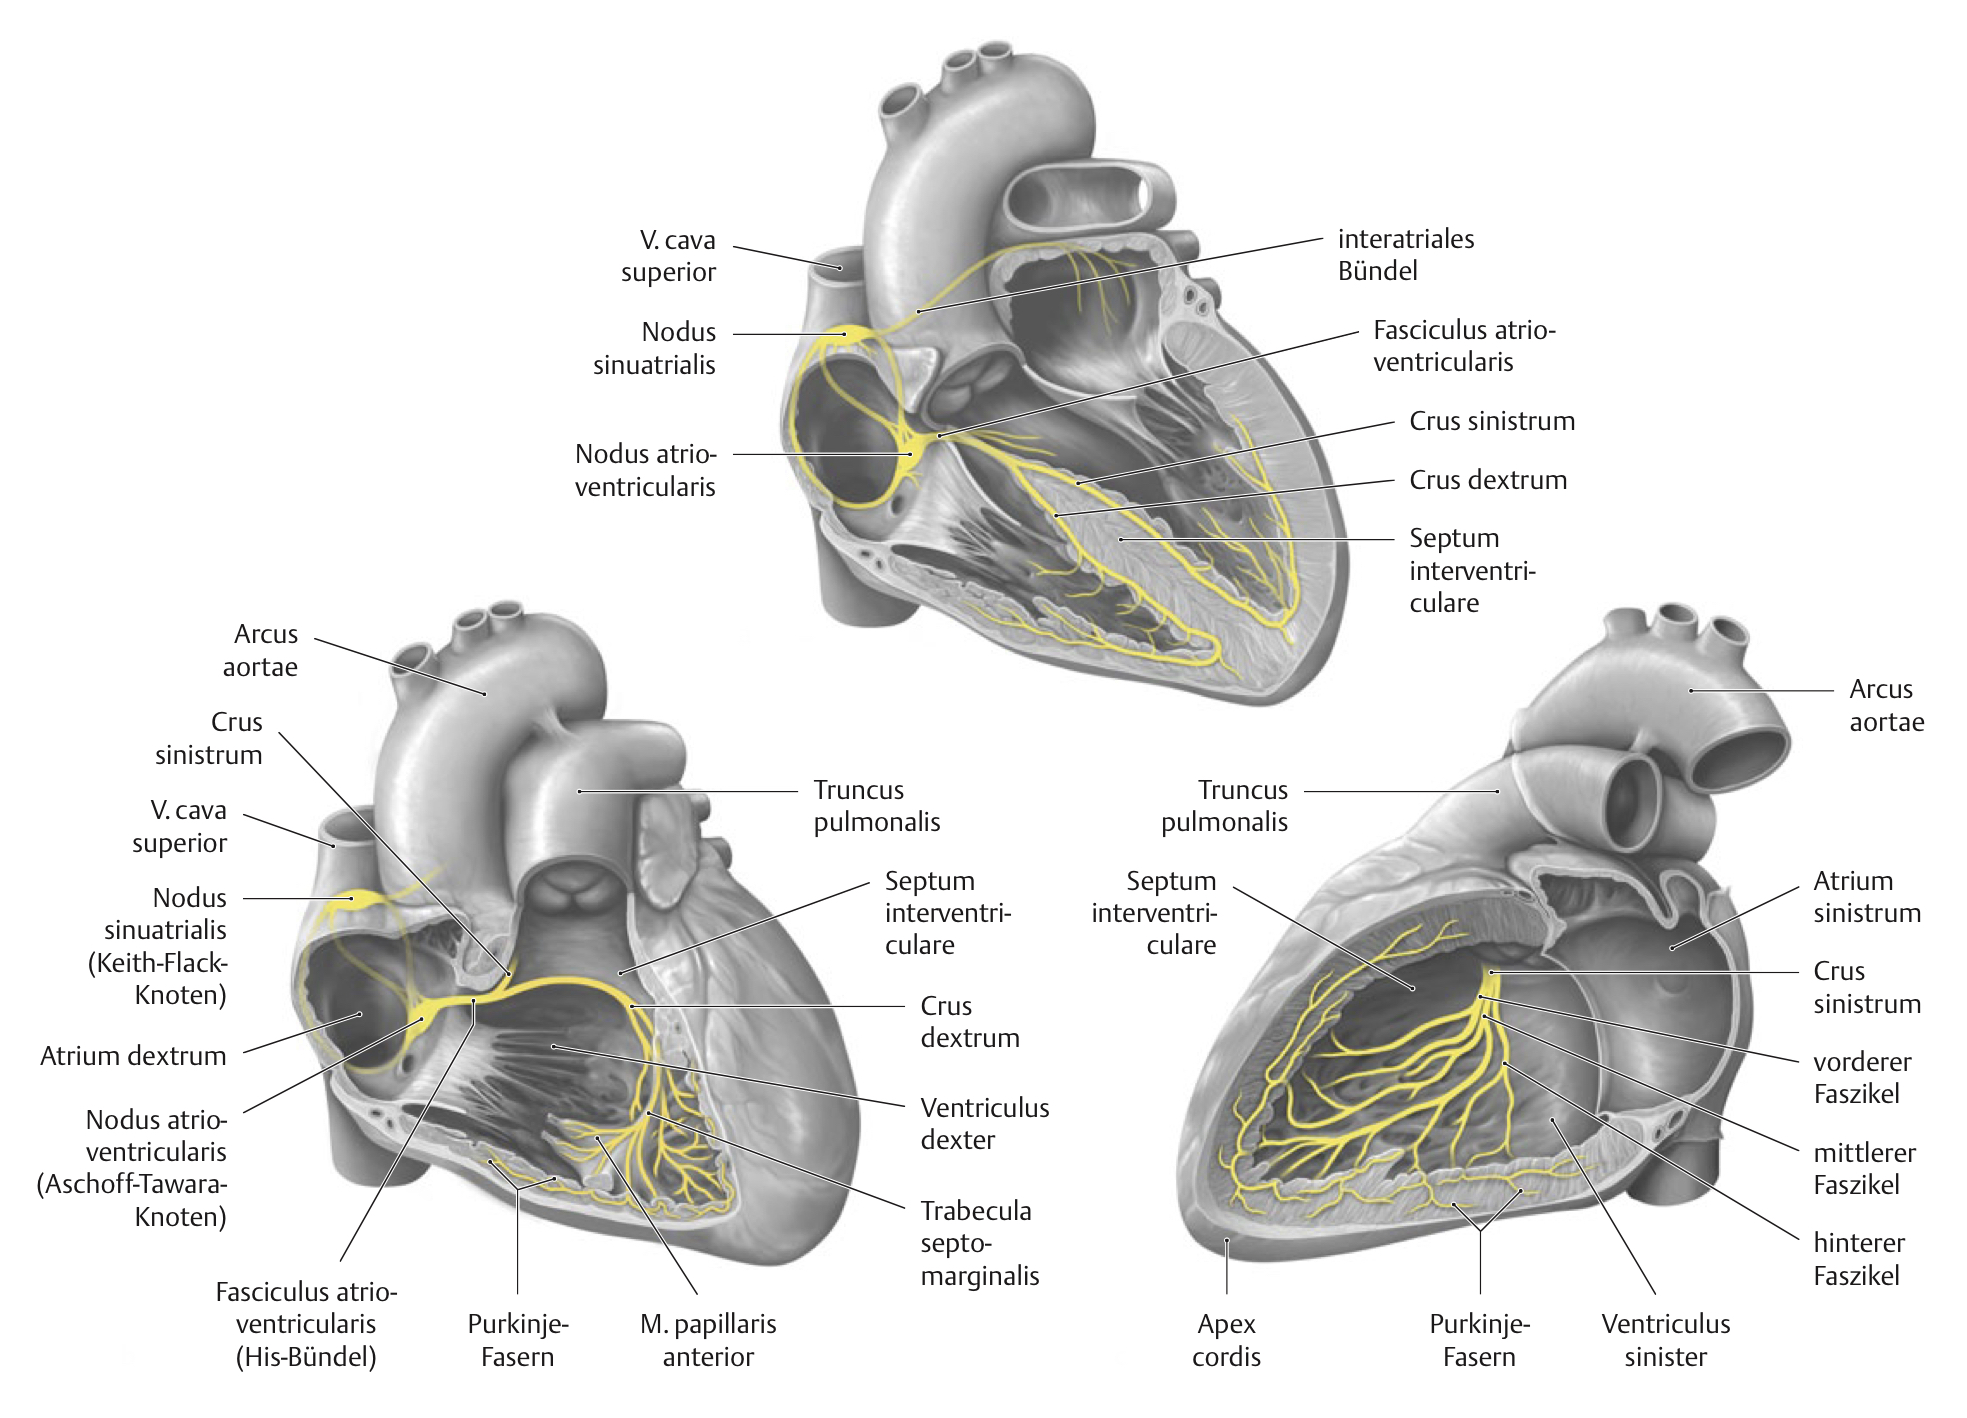 V. cava
superior
Nodus
sinuatrialis
Nodus atrio-
ventricularis
interatriales
Bündel
Fasciculus atrio-
ventricularis
Crus sinistrum
Crus dextrum
Septum
interventri-
culare
Arcus
aortae
Crus
sinistrum
V. cava
superior
Nodus
sinuatrialis
(Keith-Flack-
Knoten)
Atrium dextrum
Nodus atrio-
ventricularis
(Aschoff-Tawara-
Knoten)
Fasciculus atrio-
ventricularis
(His-Bündel)
Purkinje-
Fasern
M. papillaris
anterior
Truncus
pulmonalis
Septum
interventri-
culare
Crus
dextrum
Ventriculus
dexter
Trabecula
septo-
marginalis
Truncus
pulmonalis
Septum
interventri-
culare
Apex
cordis
Purkinje-
Fasern
Ventriculus
sinister
Arcus
aortae
Atrium
sinistrum
Crus
sinistrum
vorderer
Faszikel
mittlerer
Faszikel
hinterer
Faszikel